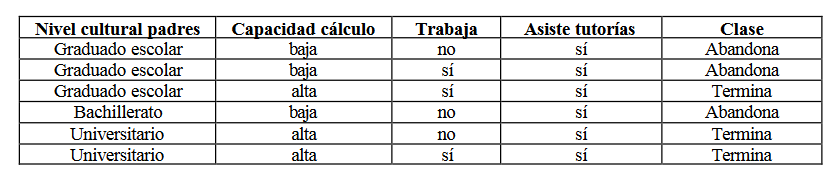 Nivel cultural padres Capacidad cálculo Trabaja Asiste tutorías Clase
Graduado escolar baja no sí Abandona
Graduado escolar baja sí sí Abandona
Graduado escolar alta sí sí Termina
Bachillerato baja no sí Abandona
Universitario alta no sí Termina
Universitario alta sí sí Termina